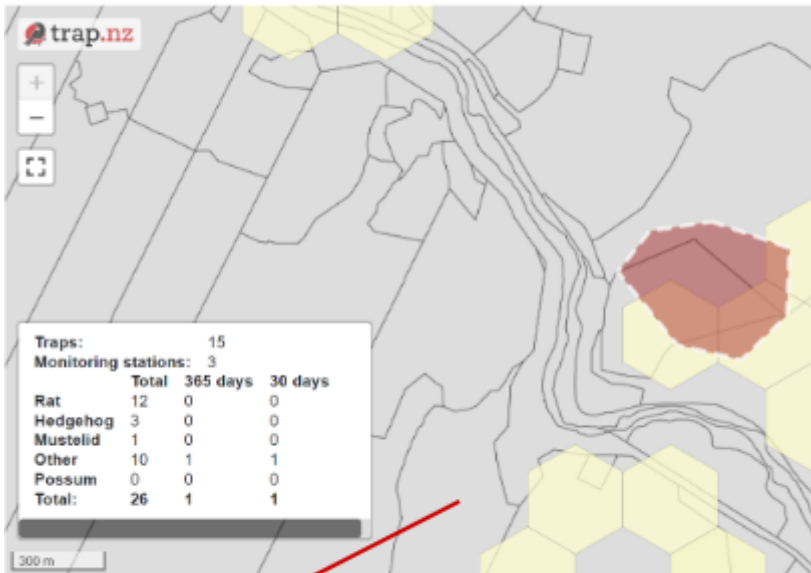 trap.nz
+
−
Traps: 15
Monitoring stations: 3
Total 365 days 30 days
Rat 12 0 0
Hedgehog 3 0 0
Mustelid 1 0 0
Other 10 1 1
Possum 0 0 0
Total: 26 1 1
300 m